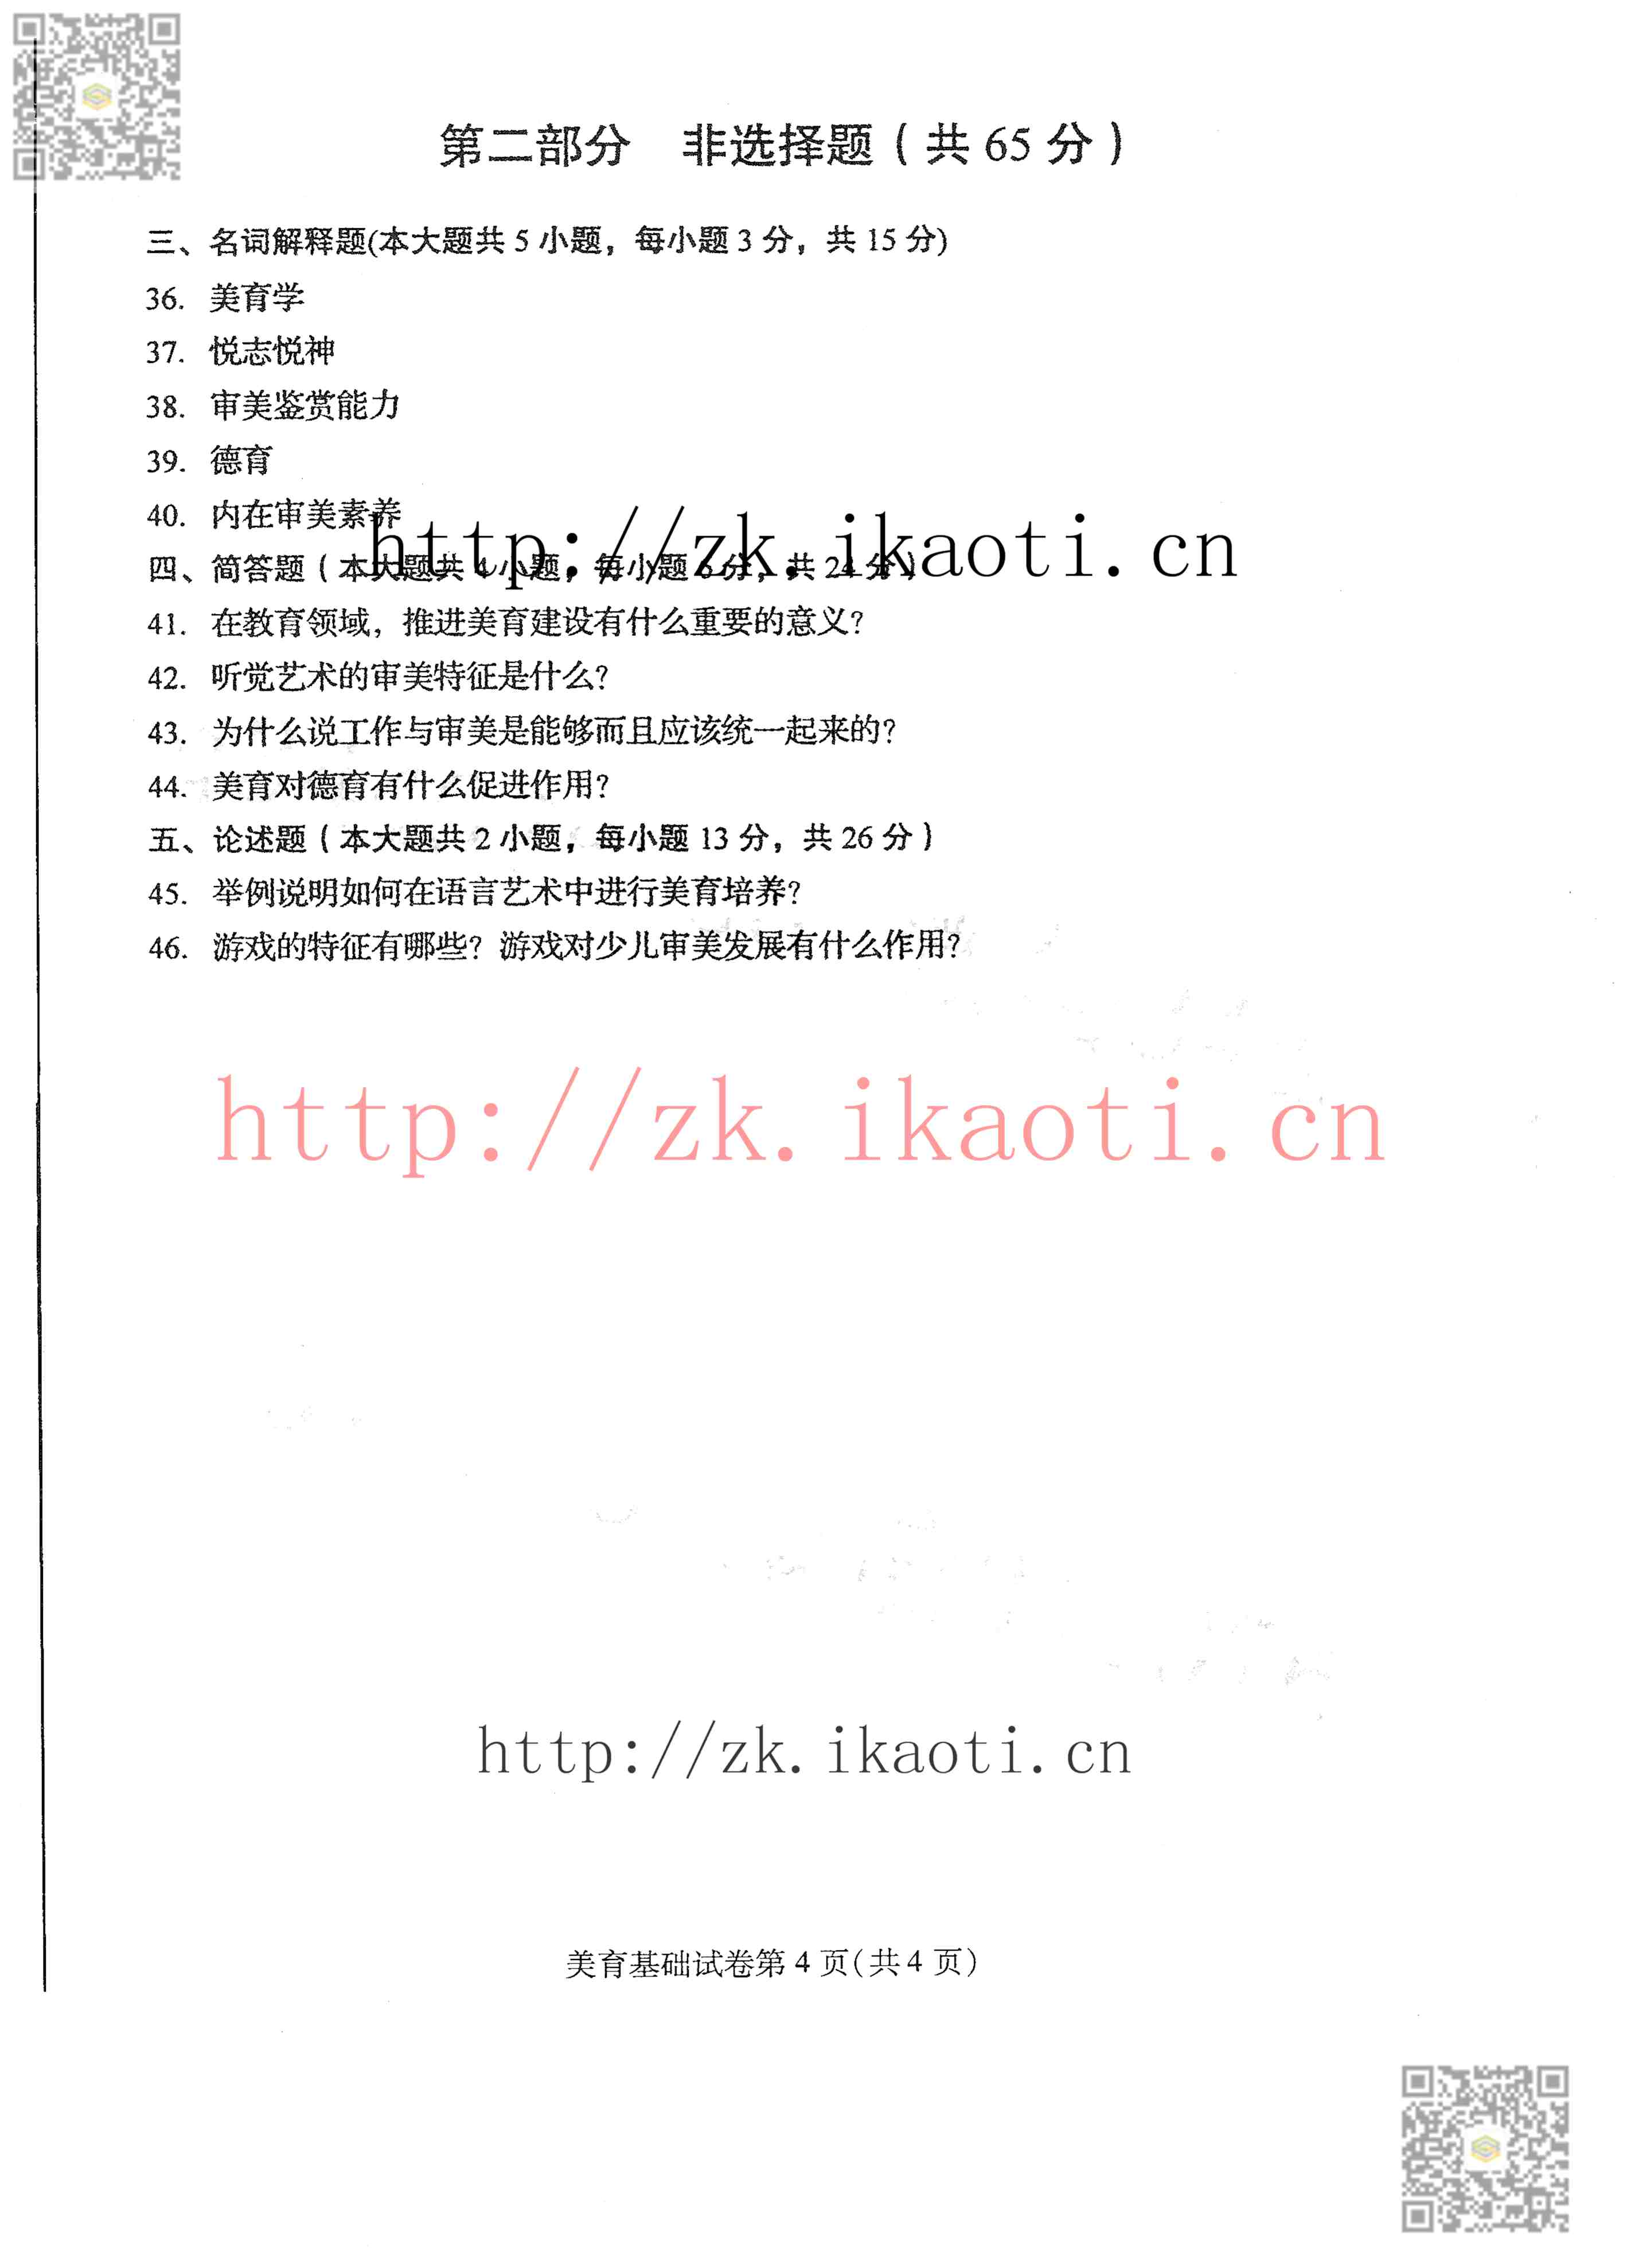 第二部分 非选择题(共 65 分)
三、名词解释题(本大题共 5 小题，每小题 3 分，共 15 分)
36. 美育学
37. 悦志悦神
38. 审美鉴赏能力
39. 德育
40. 内在审美素养
http://zk.ikaoti.cn
四、简答题(本大题共 4 小题，每小题 6 分，共 24 分)
41. 在教育领域，推进美育建设有什么重要的意义?
42. 听觉艺术的审美特征是什么?
43. 为什么说工作与审美是能够而且应该统一起来的?
44. 美育对德育有什么促进作用?
五、论述题(本大题共 2 小题，每小题 13 分，共 26 分)
45. 举例说明如何在语言艺术中进行美育培养?
46. 游戏的特征有哪些? 游戏对少儿审美发展有什么作用?
http://zk.ikaoti.cn
http://zk.ikaoti.cn
美育基础试卷第 4 页(共 4 页)